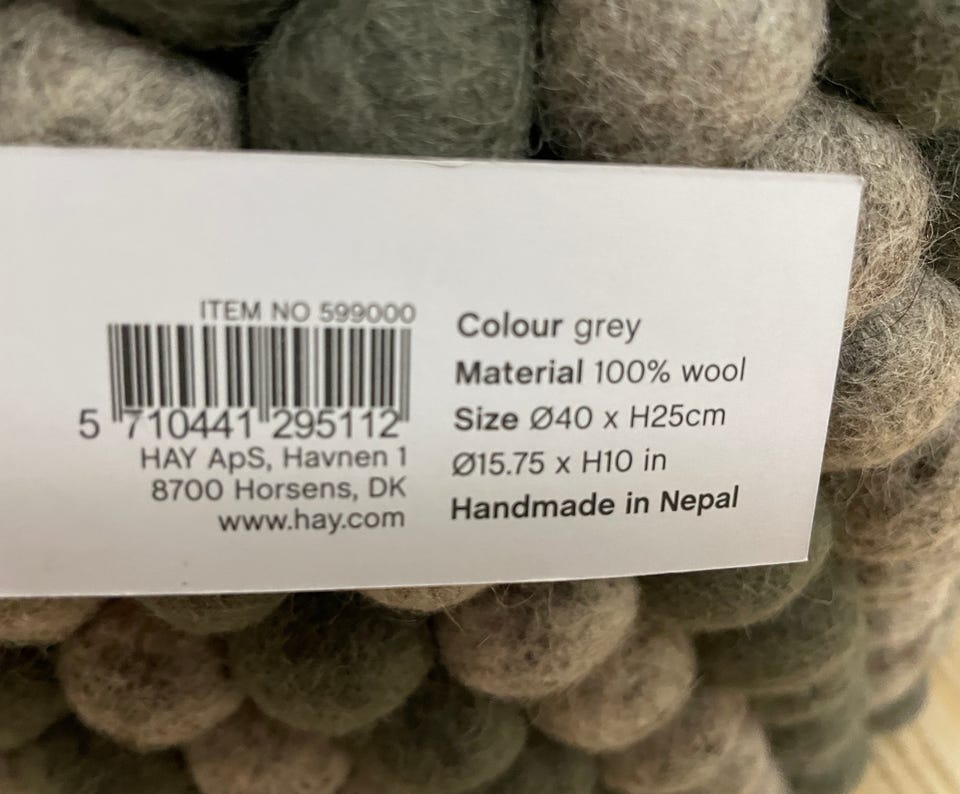 ITEM NO 599000
5 710441 295112
HAY ApS, Havnen 1
8700 Horsens, DK
www.hay.com
Colour grey
Material 100% wool
Size Ø40 x H25cm
Ø15.75 x H10 in
Handmade in Nepal